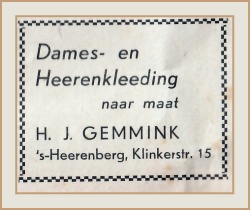 Dames- en
Heerenkleeding
naar maat
H. J. GEMMINK
's-Heerenberg, Klinkerstr. 15